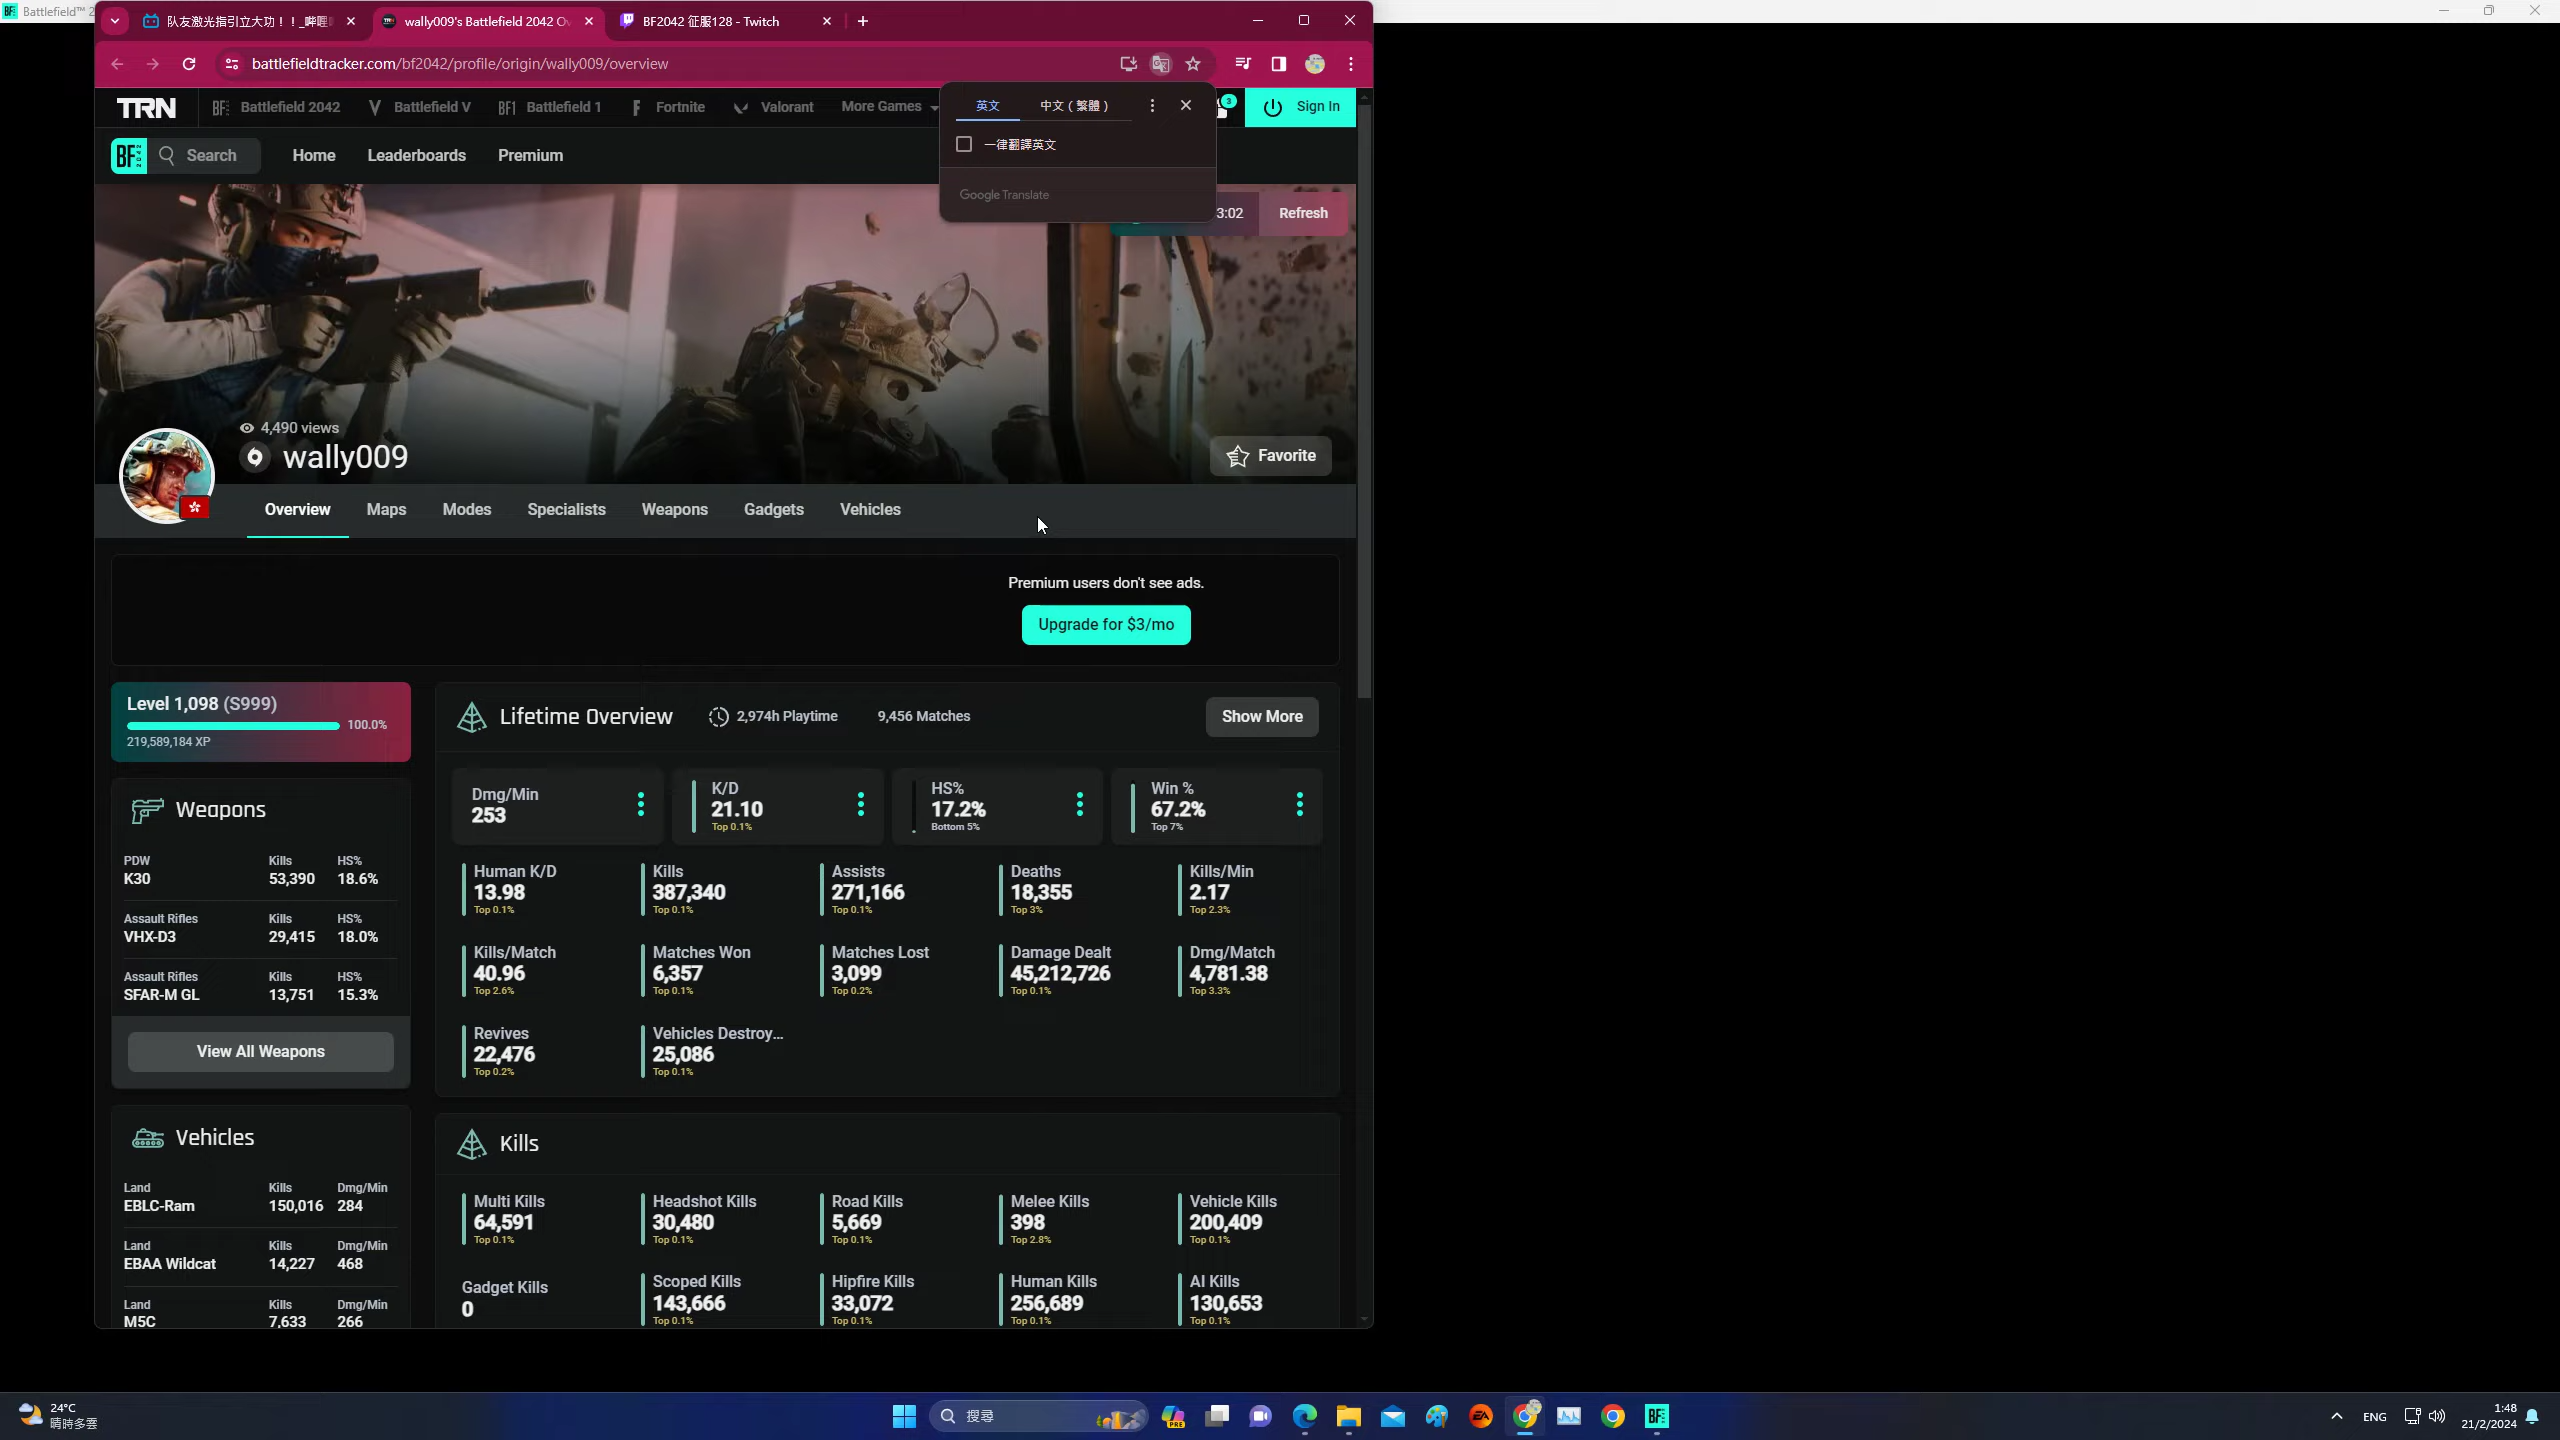 Battlefield™ 2
队友激光指引立大功！！_哔哩
wally009's Battlefield 2042 Ov
BF2042 征服128 - Twitch
battlefieldtracker.com/bf2042/profile/origin/wally009/overview
TRN
Battlefield 2042
Battlefield V
BF1 Battlefield 1
Fortnite
Valorant
More Games
3
Sign In
英文
中文（繁體）
一律翻譯英文
Google Translate
BF 2042
Search
Home
Leaderboards
Premium
3:02
Refresh
4,490 views
wally009
Favorite
Overview
Maps
Modes
Specialists
Weapons
Gadgets
Vehicles
Premium users don't see ads.
Upgrade for $3/mo
Level 1,098 (S999)
100.0%
219,589,184 XP
Lifetime Overview
2,974h Playtime
9,456 Matches
Show More
Dmg/Min
253
K/D
21.10
Top 0.1%
HS%
17.2%
Bottom 5%
Win %
67.2%
Top 7%
Human K/D
13.98
Top 0.1%
Kills
387,340
Top 0.1%
Assists
271,166
Top 0.1%
Deaths
18,355
Top 3%
Kills/Min
2.17
Top 2.3%
Kills/Match
40.96
Top 2.6%
Matches Won
6,357
Top 0.1%
Matches Lost
3,099
Top 0.2%
Damage Dealt
45,212,726
Top 0.1%
Dmg/Match
4,781.38
Top 3.3%
Revives
22,476
Top 0.2%
Vehicles Destroy...
25,086
Top 0.1%
Weapons
PDW Kills HS%
K30 53,390 18.6%
Assault Rifles Kills HS%
VHX-D3 29,415 18.0%
Assault Rifles Kills HS%
SFAR-M GL 13,751 15.3%
View All Weapons
Vehicles
Land Kills Dmg/Min
EBLC-Ram 150,016 284
Land Kills Dmg/Min
EBAA Wildcat 14,227 468
Land Kills Dmg/Min
M5C 7,633 266
Kills
Multi Kills
64,591
Top 0.1%
Headshot Kills
30,480
Top 0.1%
Road Kills
5,669
Top 0.1%
Melee Kills
398
Top 2.8%
Vehicle Kills
200,409
Top 0.1%
Gadget Kills
0
Scoped Kills
143,666
Top 0.1%
Hipfire Kills
33,072
Top 0.1%
Human Kills
256,689
Top 0.1%
AI Kills
130,653
Top 0.1%
24°C
晴時多雲
搜尋
PRE
EA
BF
ENG
1:48
21/2/2024